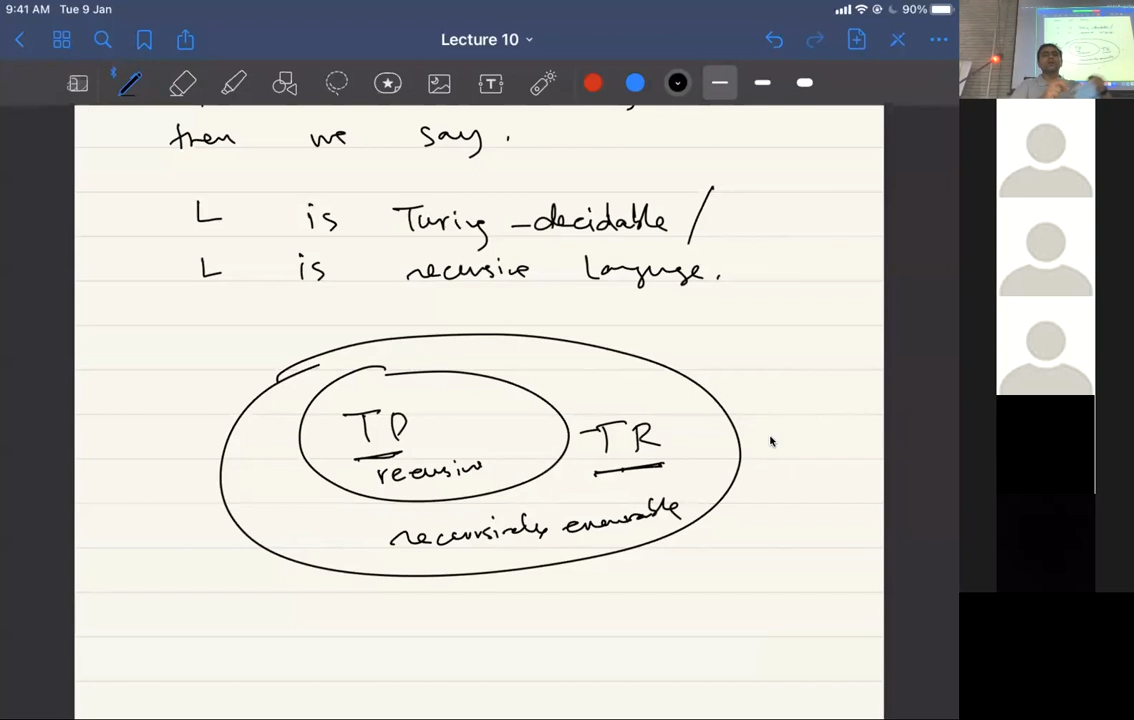 9:41 AM Tue 9 Jan
90%
Lecture 10
then we say.
L is Turing-decidable/
L is recursive language.
TD
recursive
TR
recursively enumerable